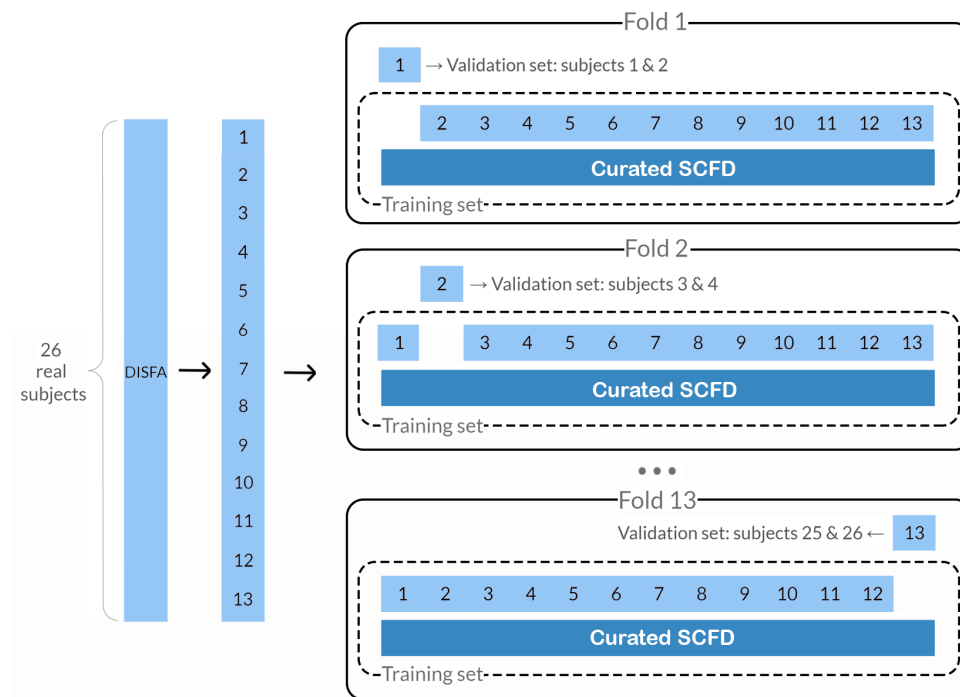 26
real
subjects
DISFA
1
2
3
4
5
6
7
8
9
10
11
12
13
Fold 1
1 → Validation set: subjects 1 & 2
2 3 4 5 6 7 8 9 10 11 12 13
Curated SCFD
Training set
Fold 2
2 → Validation set: subjects 3 & 4
1 3 4 5 6 7 8 9 10 11 12 13
Curated SCFD
Training set
•••
Fold 13
Validation set: subjects 25 & 26 ← 13
1 2 3 4 5 6 7 8 9 10 11 12
Curated SCFD
Training set